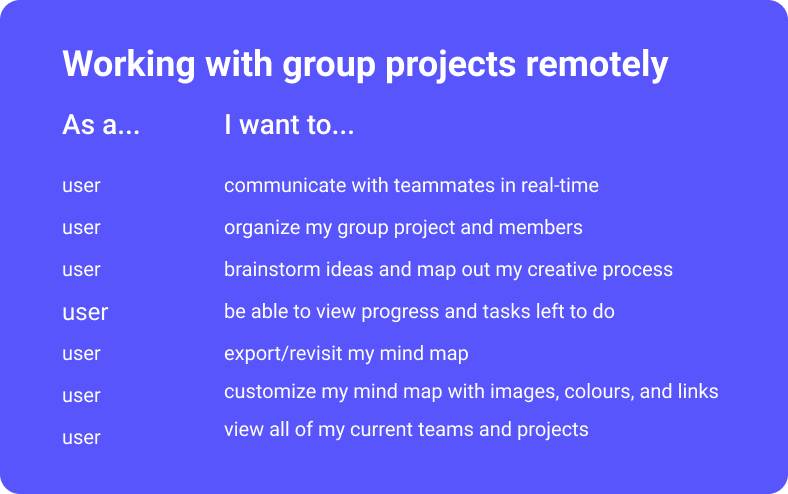 Working with group projects remotely
As a... I want to...
user communicate with teammates in real-time
user organize my group project and members
user brainstorm ideas and map out my creative process
user be able to view progress and tasks left to do
user export/revisit my mind map
user customize my mind map with images, colours, and links
user view all of my current teams and projects